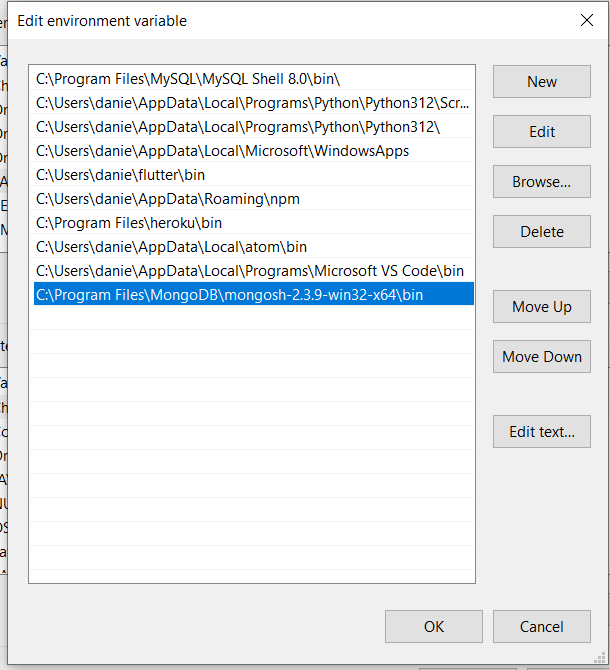 Edit environment variable
C:\Program Files\MySQL\MySQL Shell 8.0\bin\
New
C:\Users\danie\AppData\Local\Programs\Python\Python312\Scr...
C:\Users\danie\AppData\Local\Programs\Python\Python312\
Edit
C:\Users\danie\AppData\Local\Microsoft\WindowsApps
C:\Users\danie\flutter\bin
Browse...
C:\Users\danie\AppData\Roaming\npm
C:\Program Files\heroku\bin
Delete
C:\Users\danie\AppData\Local\atom\bin
C:\Users\danie\AppData\Local\Programs\Microsoft VS Code\bin
C:\Program Files\MongoDB\mongosh-2.3.9-win32-x64\bin
Move Up
Move Down
Edit text...
OK
Cancel